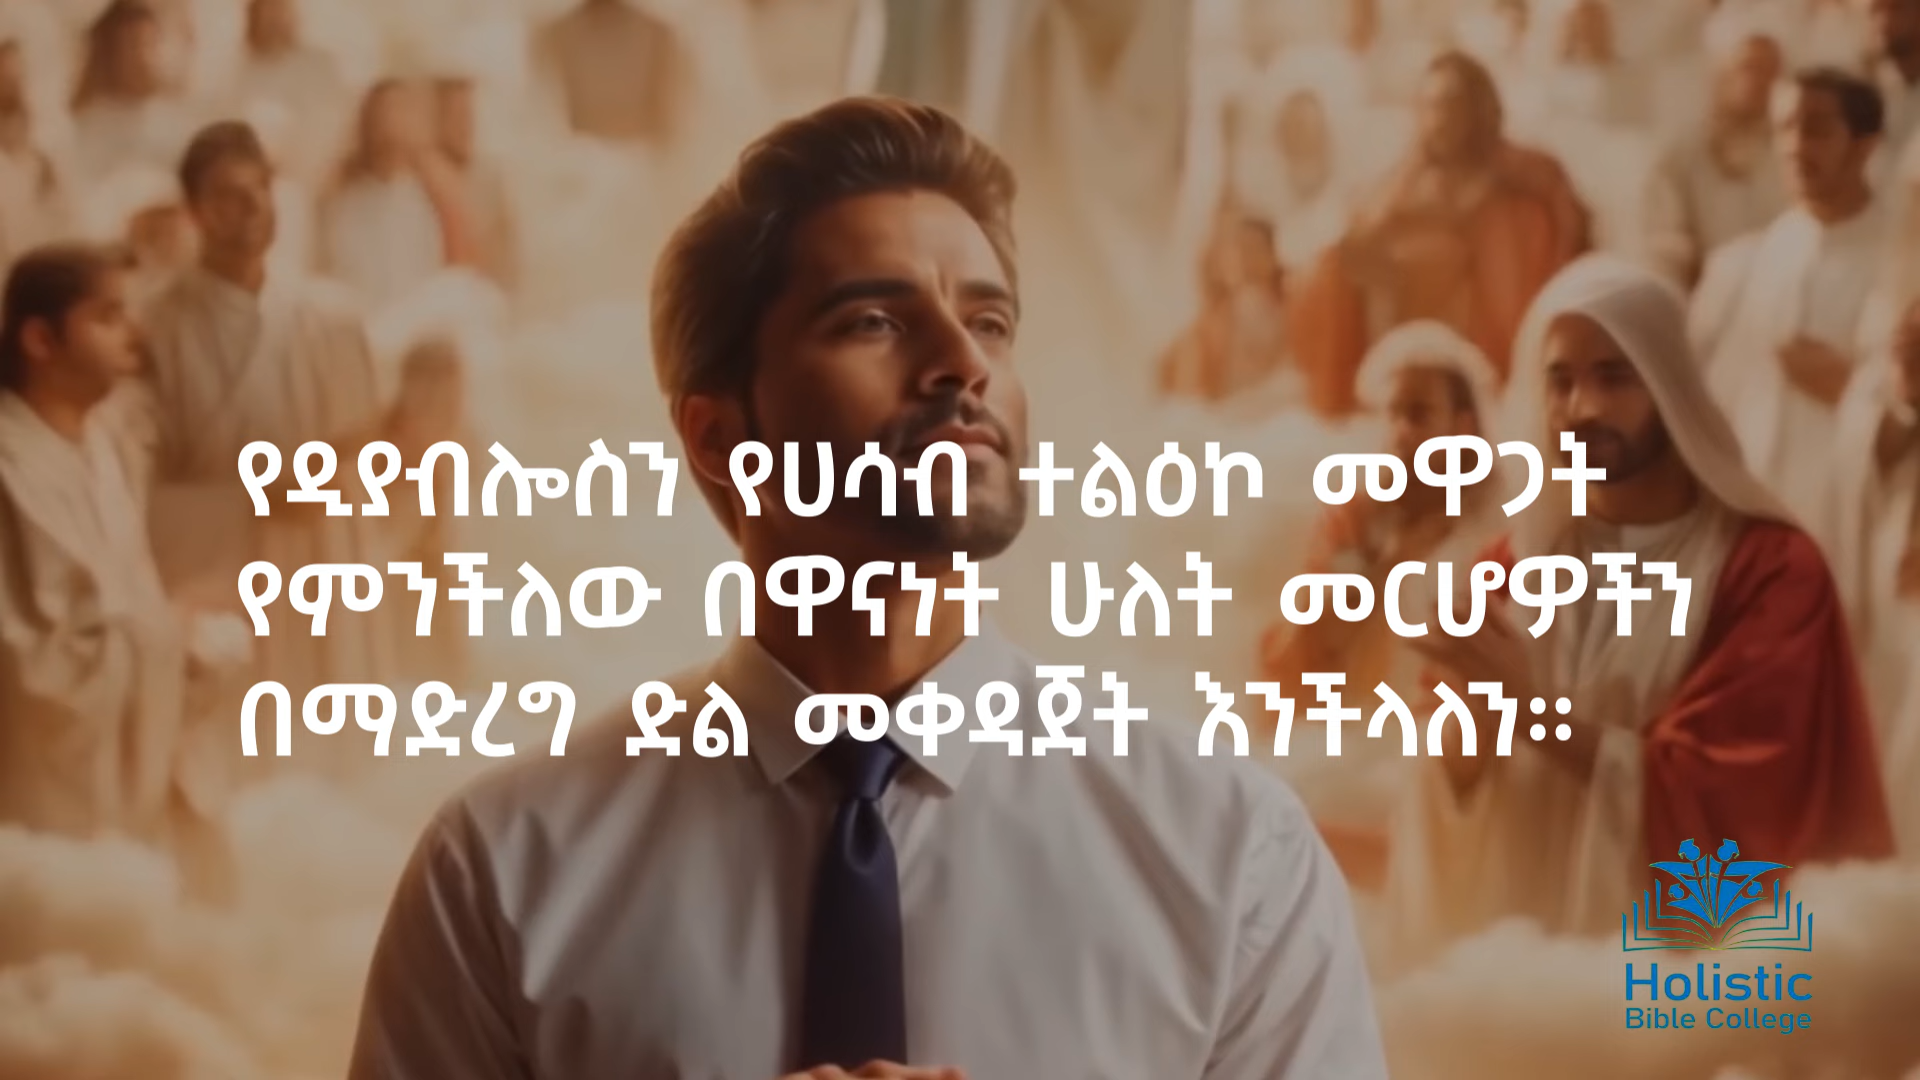 የዲያብሎስን የሀሳብ ተልዕኮ መዋጋት
የምንችለው በዋናነት ሁለት መርሆዎችን
በማድረግ ድል መቀዳጀት እንችላለን።
Holistic
Bible College